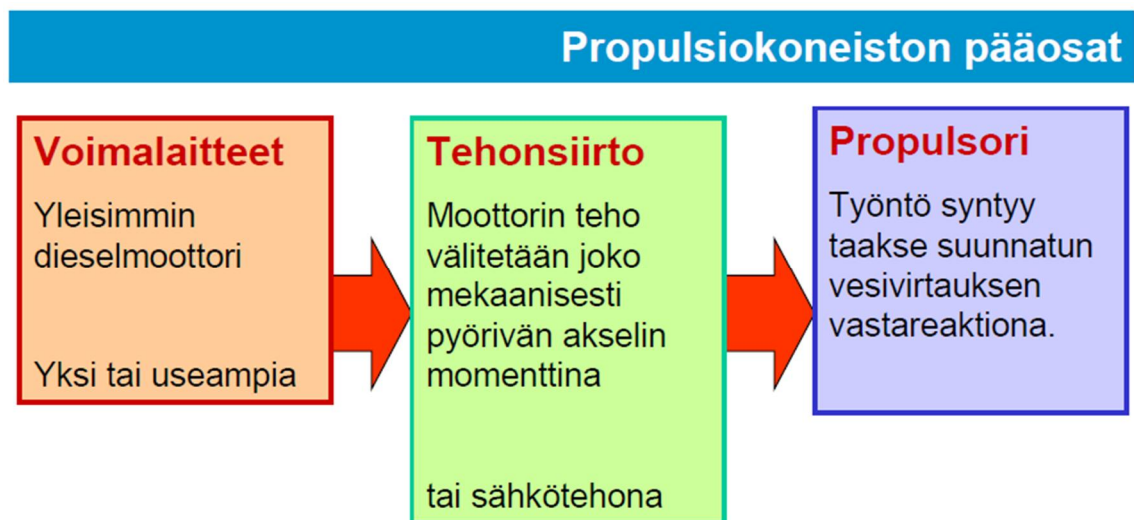 Propulsiokoneiston pääosat
Voimalaitteet
Yleisimmin
dieselmoottori
Yksi tai useampia
Tehonsiirto
Moottorin teho
välitetään joko
mekaanisesti
pyörivän akselin
momenttina
tai sähkötehona
Propulsori
Työntö syntyy
taakse suunnatun
vesivirtauksen
vastareaktiona.